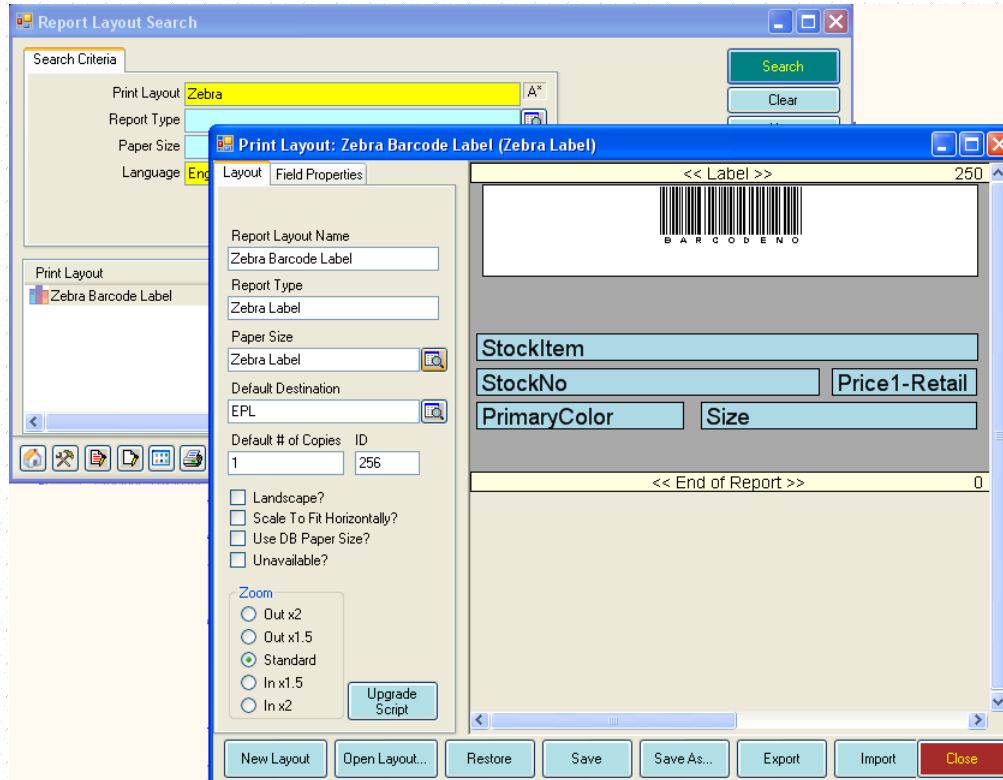 Report Layout Search
Search Criteria
Search
Print Layout Zebra A*
Clear
Report Type
Paper Size
Language Eng
Print Layout
Zebra Barcode Label
Print Layout: Zebra Barcode Label (Zebra Label)
Layout Field Properties
Report Layout Name
Zebra Barcode Label
Report Type
Zebra Label
Paper Size
Zebra Label
Default Destination
EPL
Default # of Copies ID
1 256
Landscape?
Scale To Fit Horizontally?
Use DB Paper Size?
Unavailable?
Zoom
Out x2
Out x1.5
Standard
In x1.5
In x2
Upgrade
Script
<< Label >> 250
BARCODENO
StockItem
StockNo Price1-Retail
PrimaryColor Size
<< End of Report >> 0
New Layout Open Layout... Restore Save Save As... Export Import Close